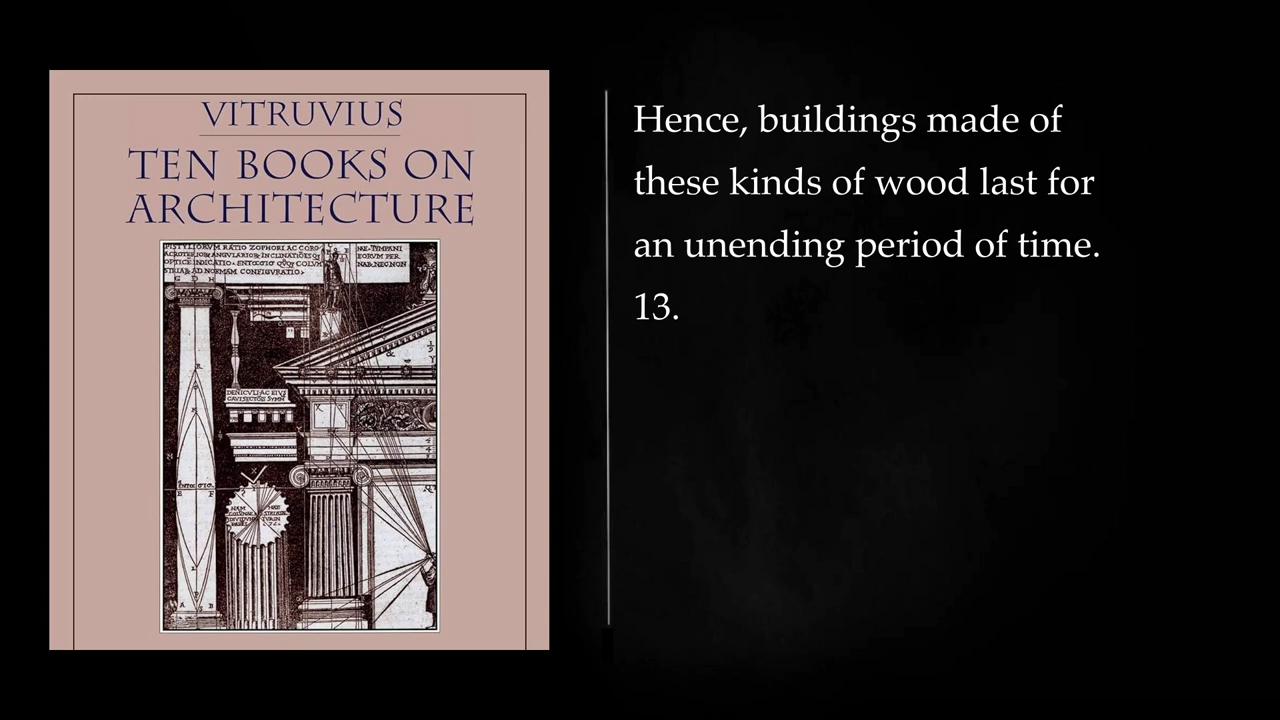 VITRUVIUS
TEN BOOKS ON
ARCHITECTURE
Hence, buildings made of
these kinds of wood last for
an unending period of time.
13.